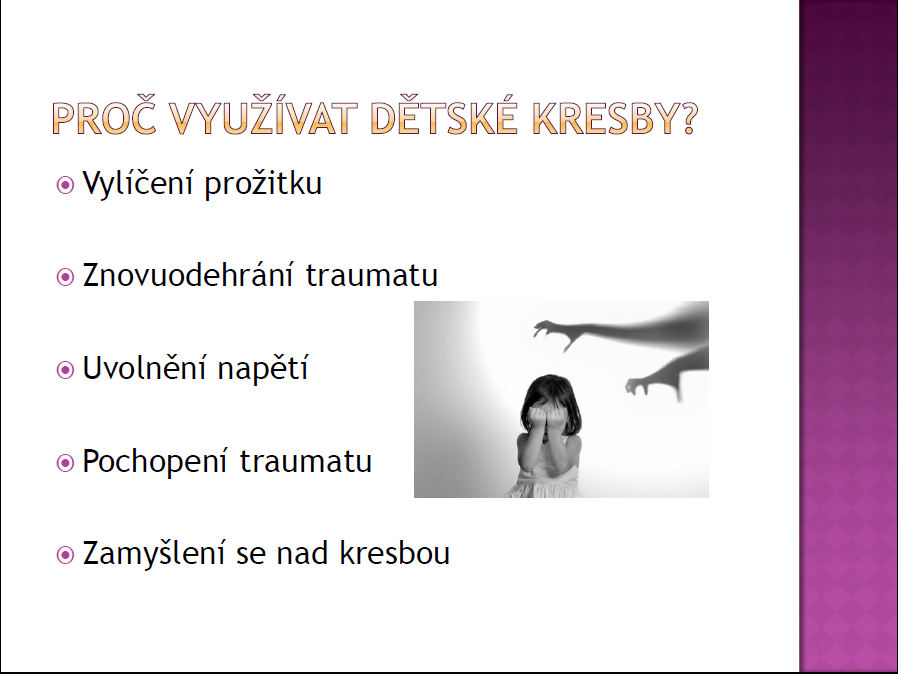 PROČ VYUŽÍVAT DĚTSKÉ KRESBY?
Vylíčení prožitku
Znovuodehrání traumatu
Uvolnění napětí
Pochopení traumatu
Zamyšlení se nad kresbou